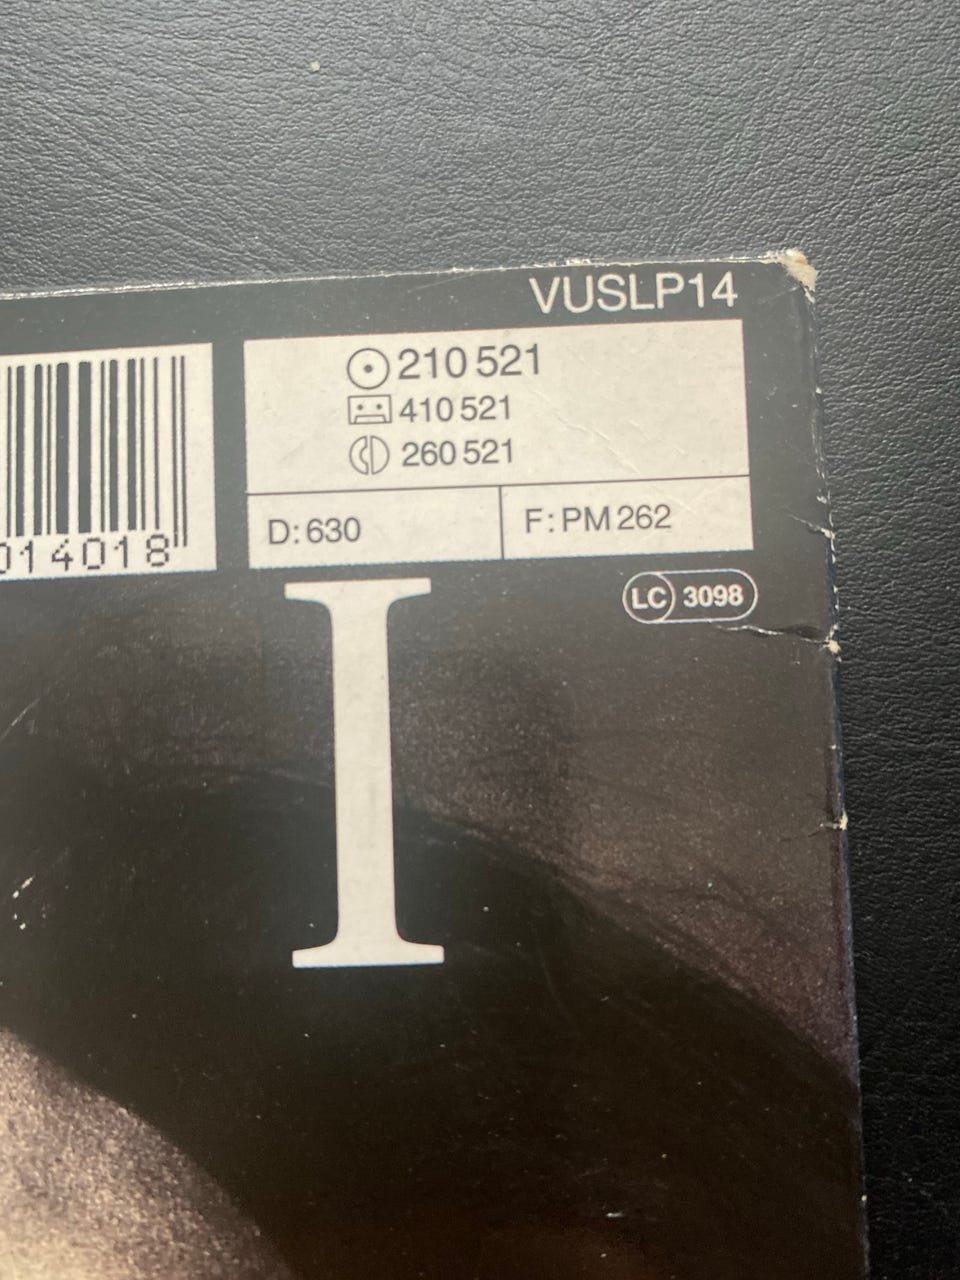 VUSLP14
210 521
410 521
260 521
D: 630
F: PM 262
014018
LC 3098
I